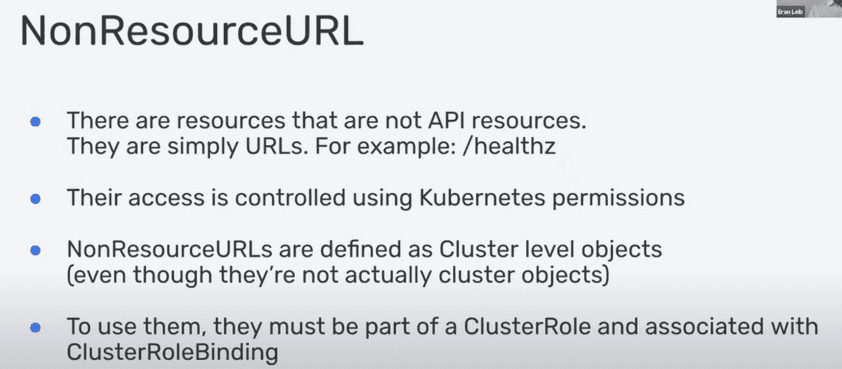 Eran Leib
NonResourceURL
There are resources that are not API resources.
They are simply URLs. For example: /healthz
Their access is controlled using Kubernetes permissions
NonResourceURLs are defined as Cluster level objects
(even though they're not actually cluster objects)
To use them, they must be part of a ClusterRole and associated with
ClusterRoleBinding